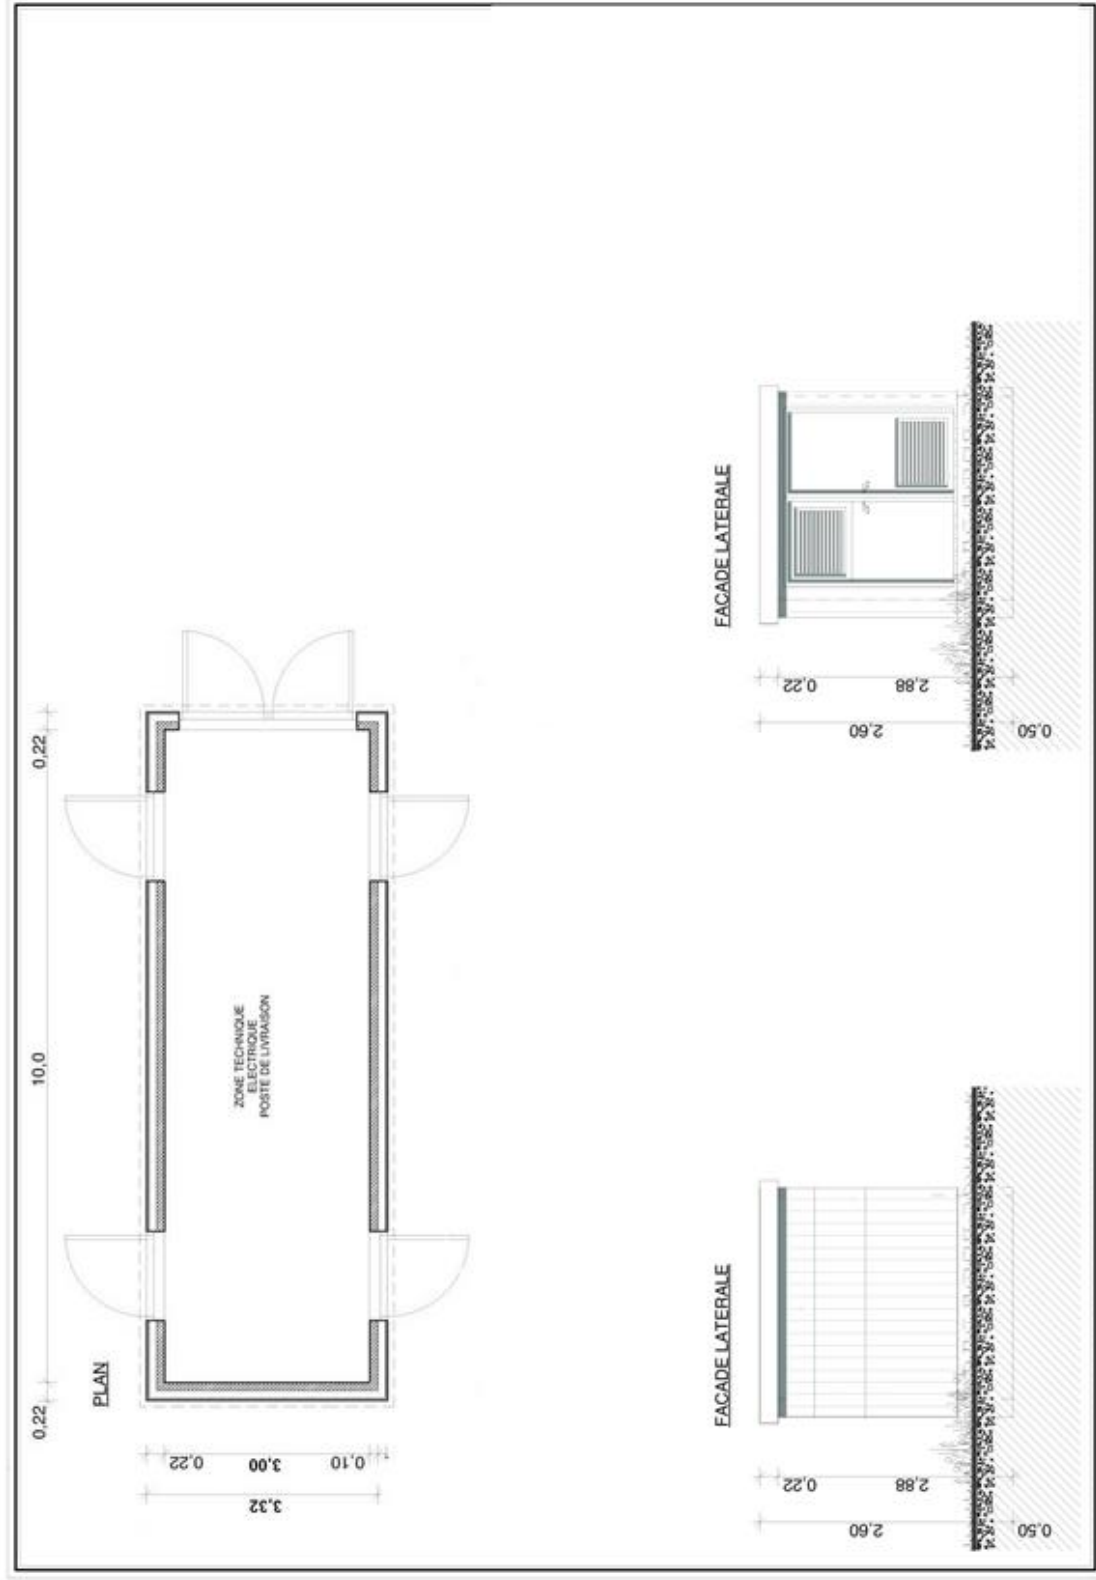 PLAN
0,22
10,0
0,22
0,22
3,00
0,10
3,32
ZONE TECHNIQUE
ELECTRIQUE
POSTE DE LIVRAISON
FACADE LATERALE
0,22
2,88
2,60
0,50
FACADE LATERALE
0,22
2,88
2,60
0,50